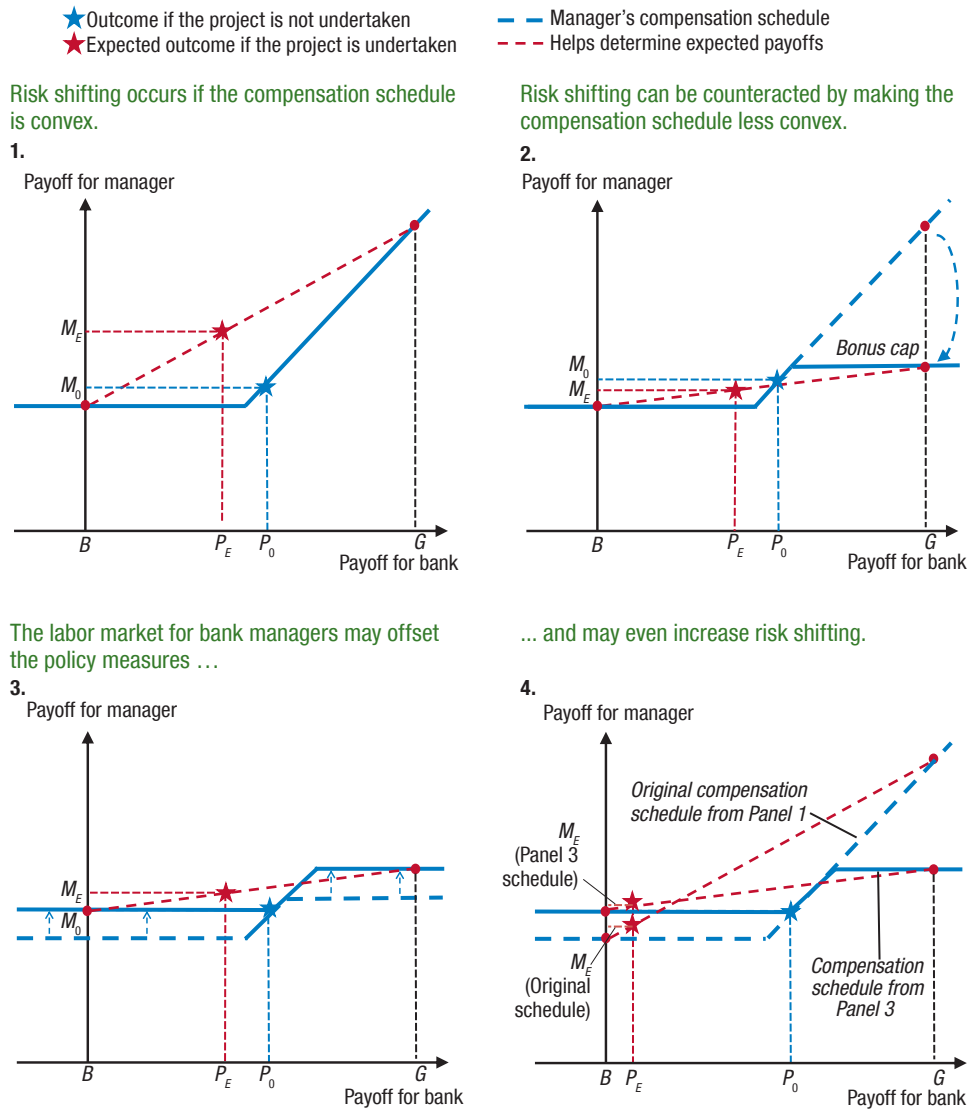 Outcome if the project is not undertaken
Expected outcome if the project is undertaken
Manager's compensation schedule
Helps determine expected payoffs
Risk shifting occurs if the compensation schedule
is convex.
1.
Payoff for manager
M_E
M_0
B
P_E
P_0
G
Payoff for bank
Risk shifting can be counteracted by making the
compensation schedule less convex.
2.
Payoff for manager
Bonus cap
M_0
M_E
B
P_E
P_0
G
Payoff for bank
The labor market for bank managers may offset
the policy measures …
3.
Payoff for manager
M_E
M_0
B
P_E
P_0
G
Payoff for bank
... and may even increase risk shifting.
4.
Payoff for manager
Original compensation
schedule from Panel 1
M_E
(Panel 3
schedule)
M_E
(Original
schedule)
Compensation
schedule from
Panel 3
B
P_E
P_0
G
Payoff for bank